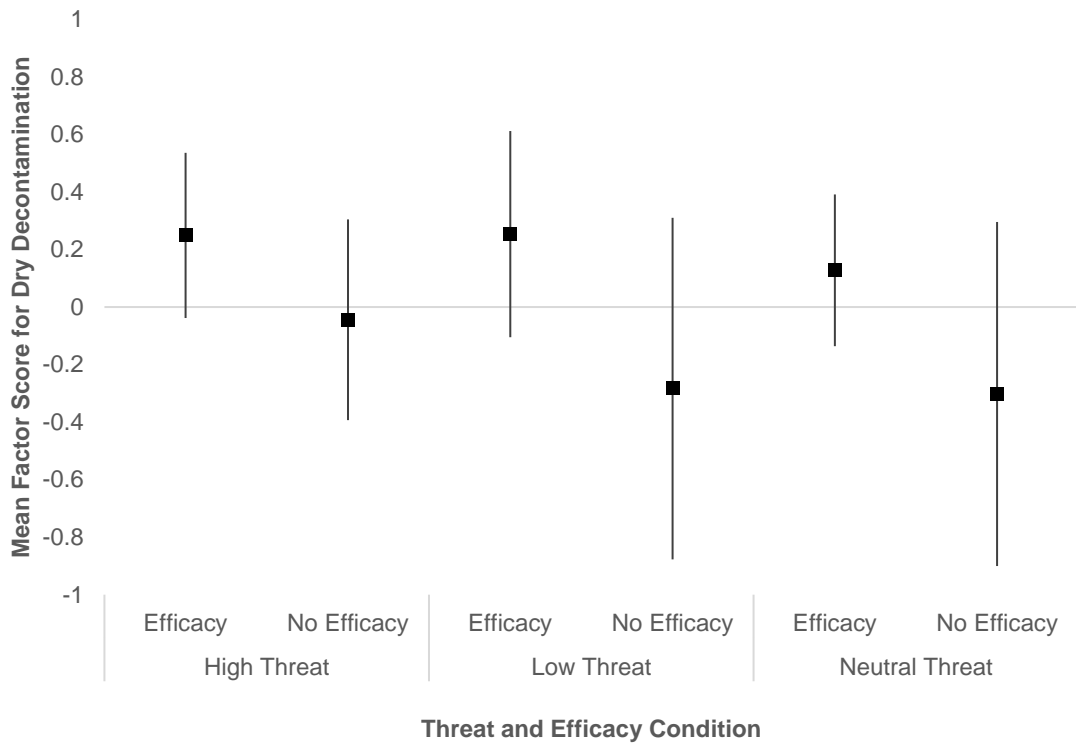 Mean Factor Score for Dry Decontamination
1
0.8
0.6
0.4
0.2
0
-0.2
-0.4
-0.6
-0.8
-1
Efficacy No Efficacy Efficacy No Efficacy Efficacy No Efficacy
High Threat Low Threat Neutral Threat
Threat and Efficacy Condition